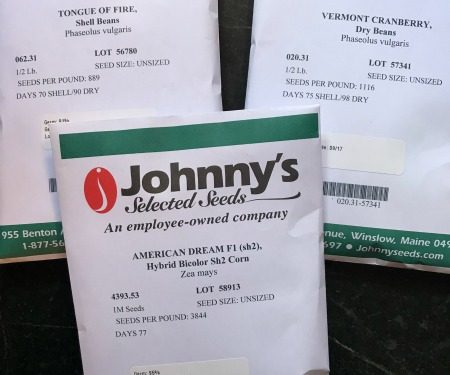 TONGUE OF FIRE,
Shell Beans
Phaseolus vulgaris
062.31 LOT 56780
1/2 Lb. SEED SIZE: UNSIZED
SEEDS PER POUND: 889
DAYS 70 SHELL/90 DRY
955 Benton A
1-877-56
VERMONT CRANBERRY,
Dry Beans
Phaseolus vulgaris
020.31 LOT 57341
1/2 Lb. SEED SIZE: UNSIZED
SEEDS PER POUND: 1116
DAYS 75 SHELL/98 DRY
09/17
020.31-57341
nue, Winslow, Maine 049
697 • Johnnyseeds.com
Johnny's
Selected Seeds
An employee-owned company
AMERICAN DREAM F1 (sh2),
Hybrid Bicolor Sh2 Corn
Zea mays
4393.53 LOT 58913
1M Seeds SEED SIZE: UNSIZED
SEEDS PER POUND: 3844
DAYS 77